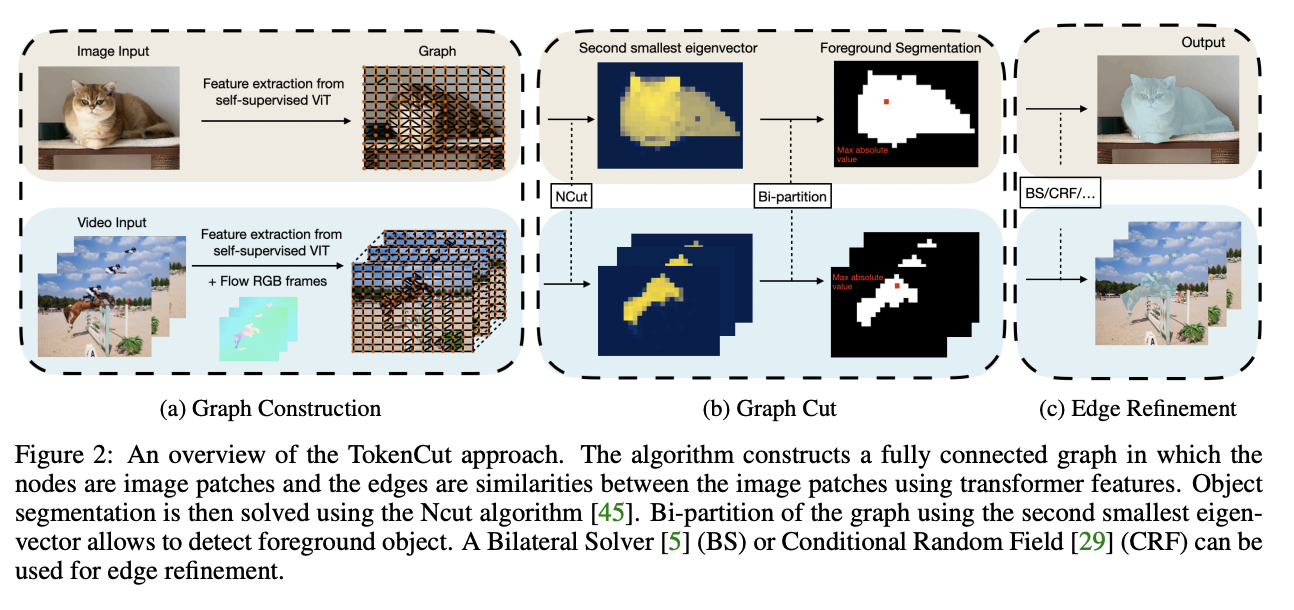 Image Input
Feature extraction from
self-supervised ViT
Graph
Second smallest eigenvector
Foreground Segmentation
Max absolute
value
Output
NCut
Bi-partition
BS/CRF/...
Video Input
Feature extraction from
self-supervised VIT
+ Flow RGB frames
Max absolute
value
(a) Graph Construction
(b) Graph Cut
(c) Edge Refinement
Figure 2: An overview of the TokenCut approach. The algorithm constructs a fully connected graph in which the
nodes are image patches and the edges are similarities between the image patches using transformer features. Object
segmentation is then solved using the Ncut algorithm [45]. Bi-partition of the graph using the second smallest eigen-
vector allows to detect foreground object. A Bilateral Solver [5] (BS) or Conditional Random Field [29] (CRF) can be
used for edge refinement.